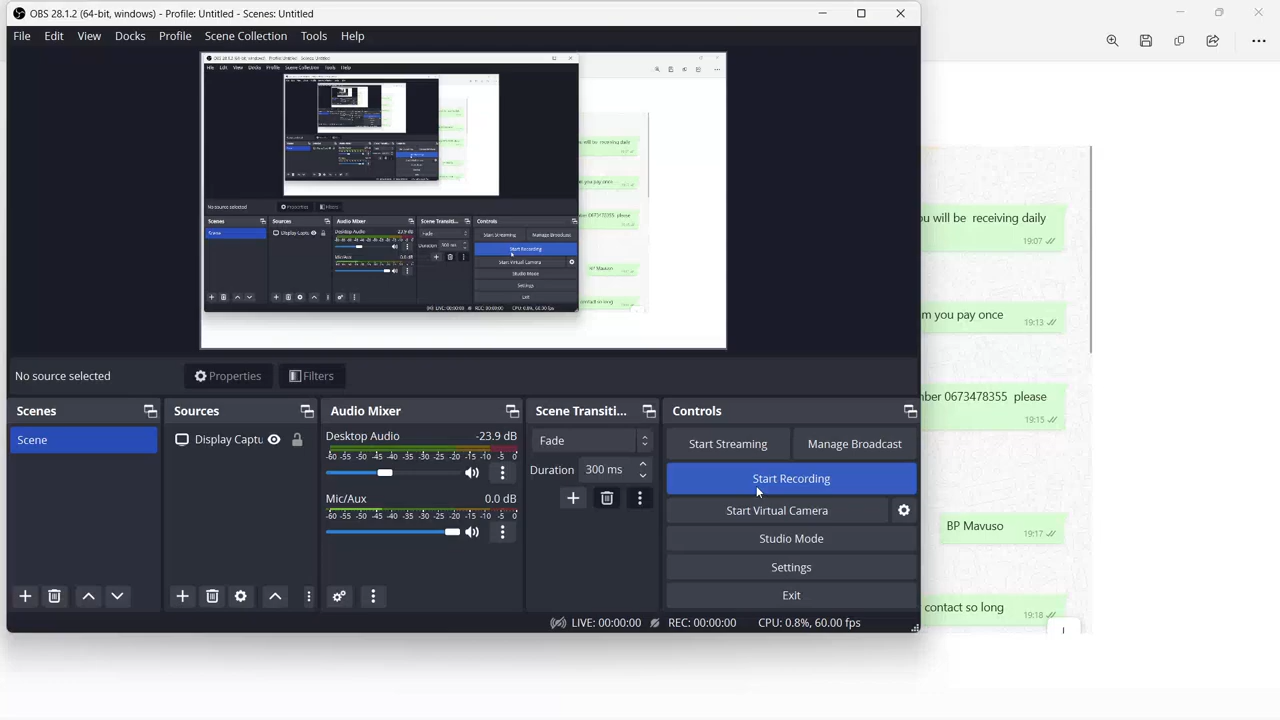 OBS 28.1.2 (64-bit, windows) - Profile: Untitled - Scenes: Untitled
File Edit View Docks Profile Scene Collection Tools Help
No source selected Properties Filters
Scenes
Scene
Sources
Display Captu
Audio Mixer
Desktop Audio -23.9 dB
-60 -55 -50 -45 -40 -35 -30 -25 -20 -15 -10 -5 0
Mic/Aux 0.0 dB
-60 -55 -50 -45 -40 -35 -30 -25 -20 -15 -10 -5 0
Scene Transiti...
Fade
Duration 300 ms
Controls
Start Streaming Manage Broadcast
Start Recording
Start Virtual Camera
Studio Mode
Settings
Exit
LIVE: 00:00:00 REC: 00:00:00 CPU: 0.8%, 60.00 fps
will be receiving daily
19:07
you pay once
19:13
0673478355 please
19:15
BP Mavuso
19:17
contact so long
19:18